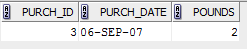 PURCH_ID PURCH_DATE POUNDS
3 06-SEP-07 2